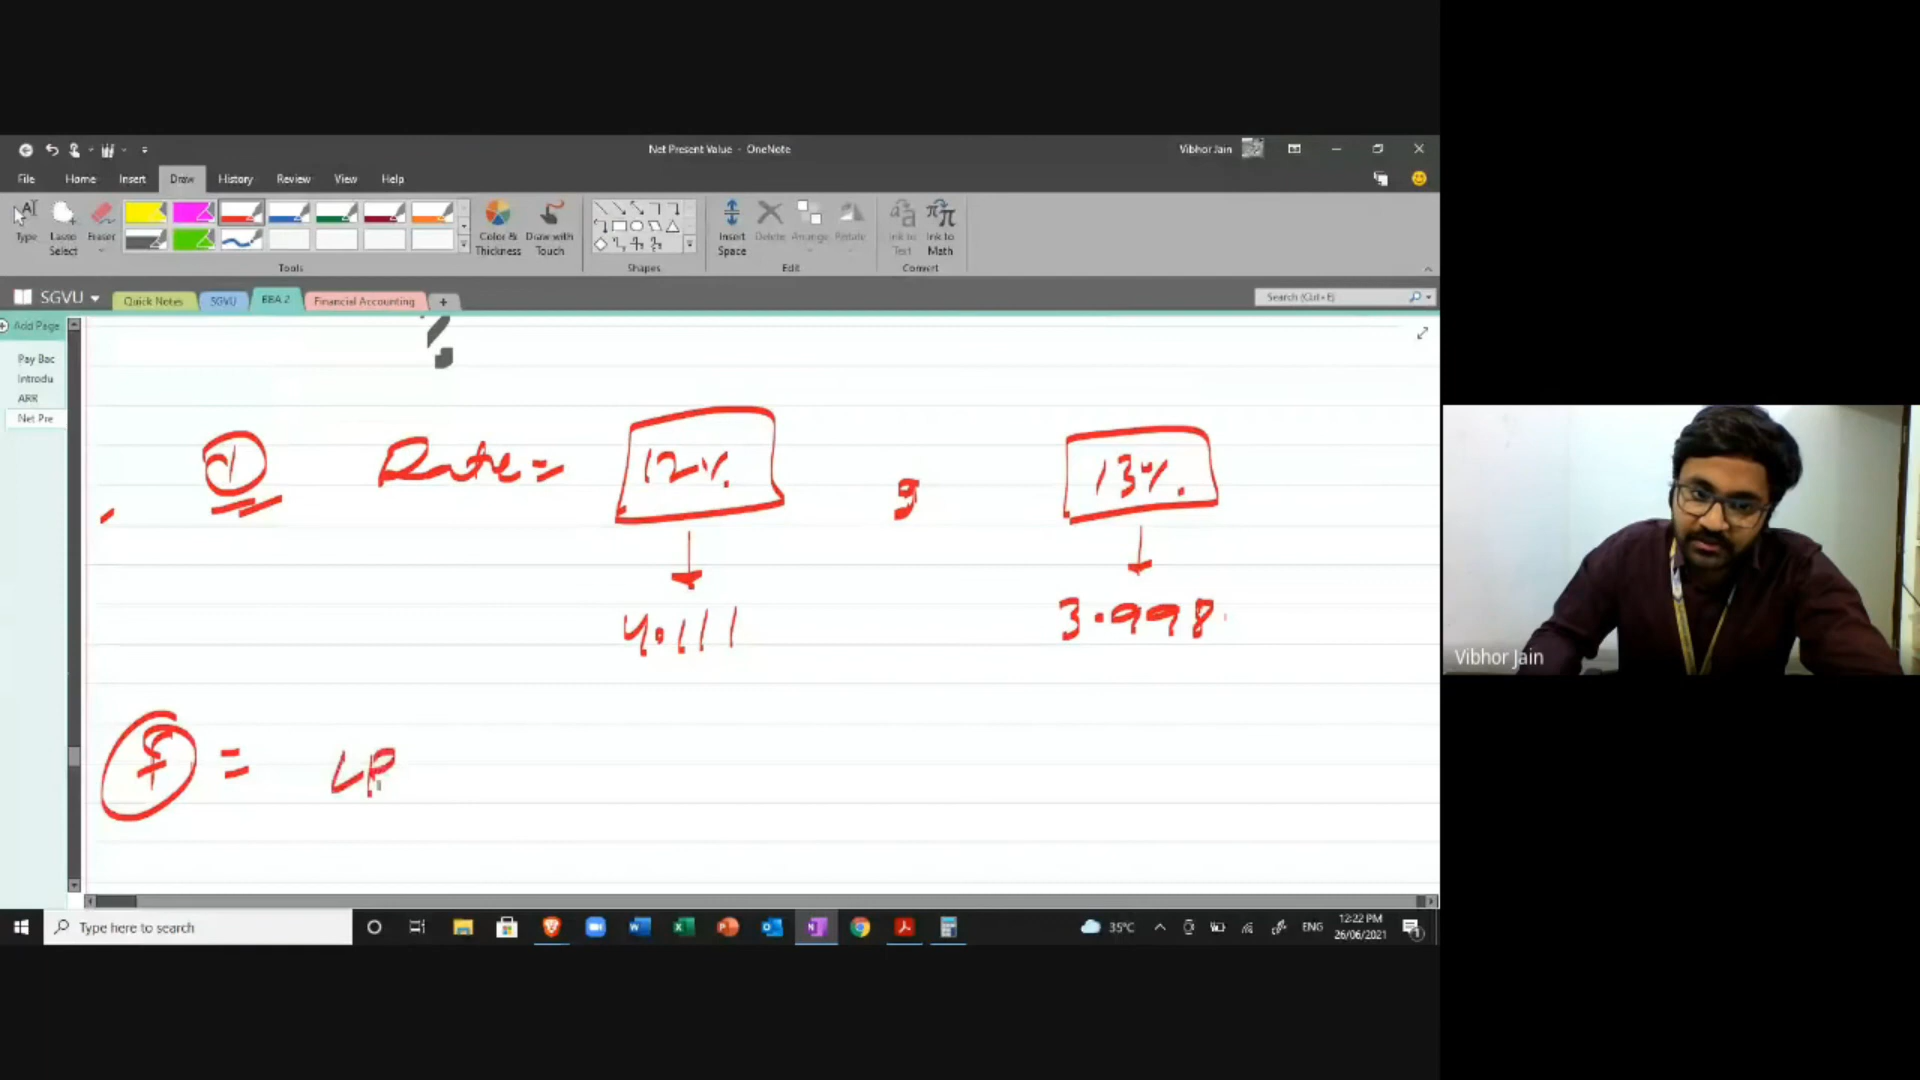 Net Present Value - OneNote
Vibhor Jain
File Home Insert Draw History Review View Help
Type
Lasso Select
Eraser
Color & Thickness
Draw with Touch
Insert Space
Delete
Arrange
Rotate
Ink to Text
Ink to Math
Tools
Shapes
Edit
Convert
SGVU
Quick Notes
SGVU
BBA 2
Financial Accounting
Search (Ctrl+E)
Add Page
Pay Bac
Introdu
ARR
Net Pre
Rate = 12% , 13%.
4.111 3.998
f = LR
Vibhor Jain
Type here to search
35°C
ENG
12:22 PM
26/06/2021